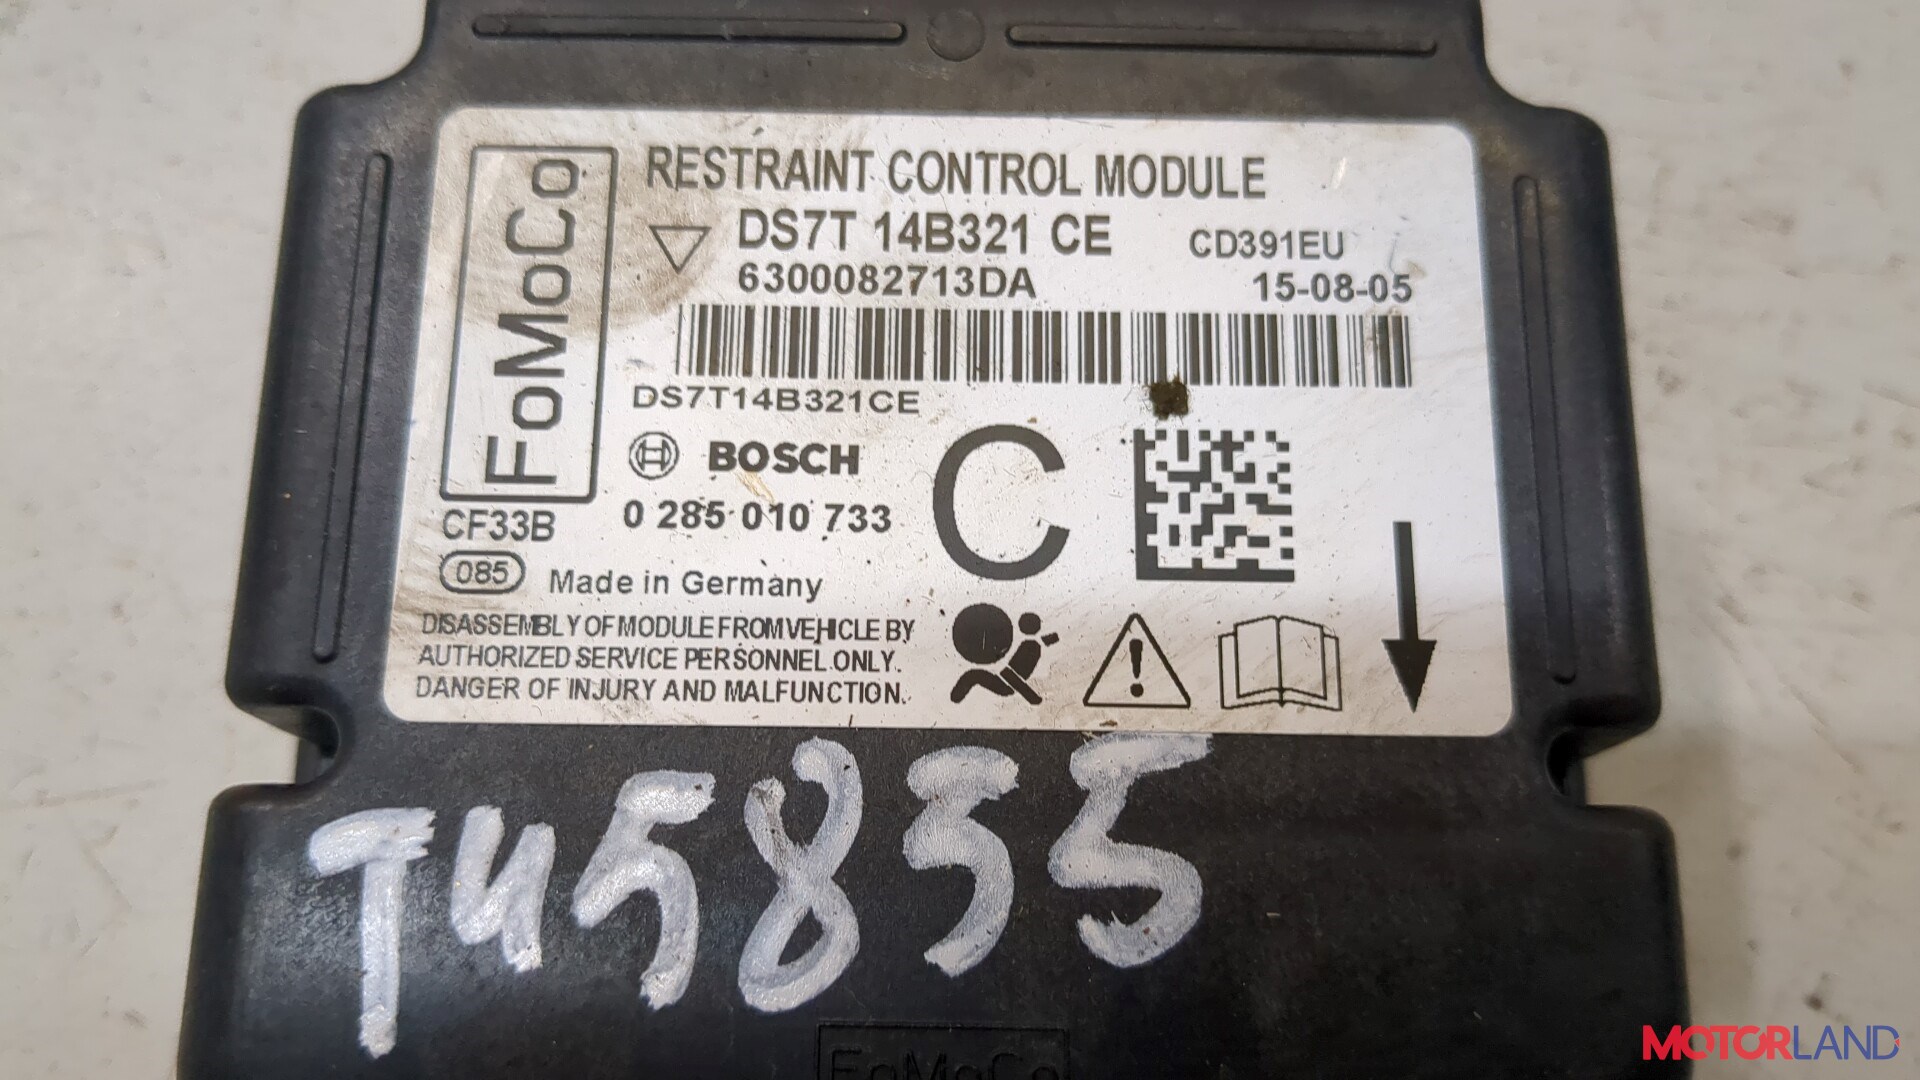 RESTRAINT CONTROL MODULE
DS7T 14B321 CE CD391EU
6300082713DA 15-08-05
FoMoCo
DS7T14B321CE
BOSCH
C
0 285 010 733
CF33B
085
Made in Germany
DISASSEMBLY OF MODULE FROM VEHICLE BY
AUTHORIZED SERVICE PERSONNEL ONLY.
DANGER OF INJURY AND MALFUNCTION.
T45835
FoMoCo
MOTORLAND